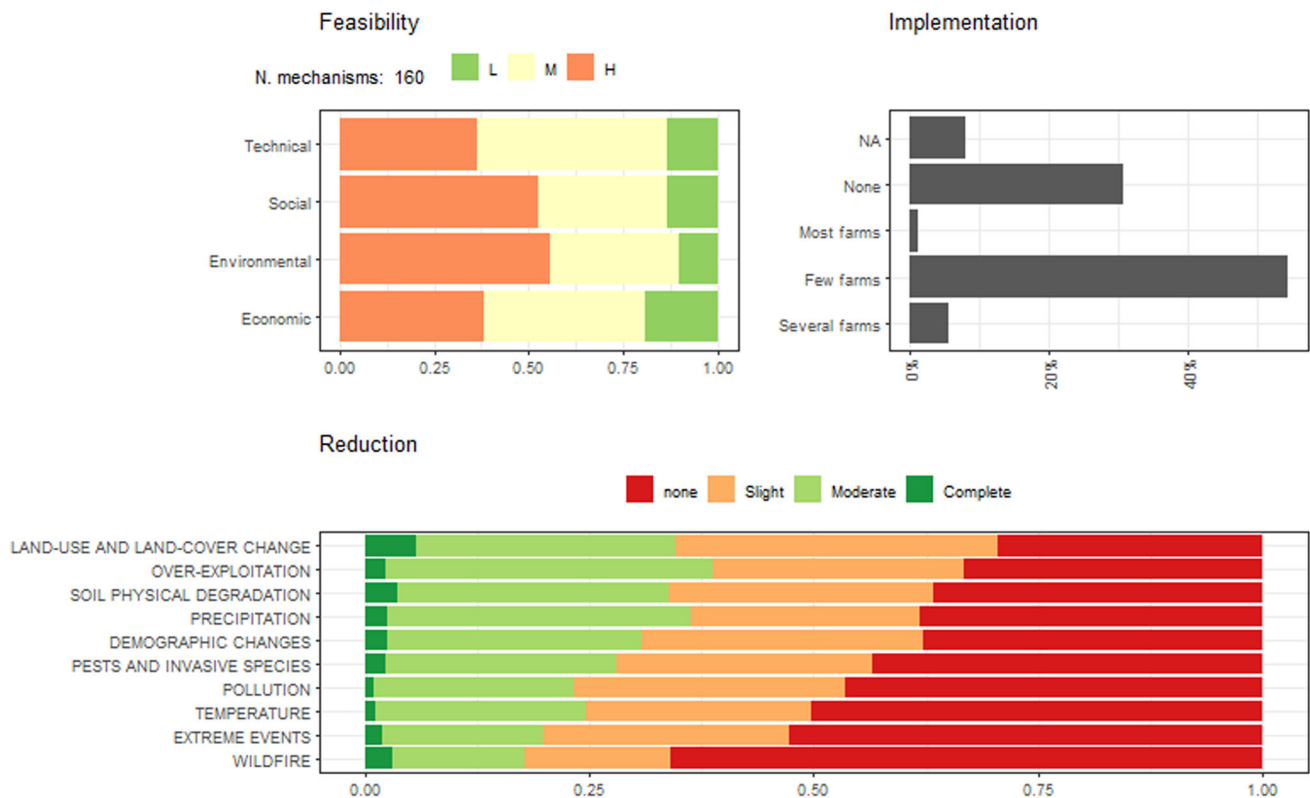 Feasibility
N. mechanisms: 160 L M H
Technical
Social
Environmental
Economic
0.00 0.25 0.50 0.75 1.00
Implementation
NA
None
Most farms
Few farms
Several farms
0% 20% 40%
Reduction
none Slight Moderate Complete
LAND-USE AND LAND-COVER CHANGE
OVER-EXPLOITATION
SOIL PHYSICAL DEGRADATION
PRECIPITATION
DEMOGRAPHIC CHANGES
PESTS AND INVASIVE SPECIES
POLLUTION
TEMPERATURE
EXTREME EVENTS
WILDFIRE
0.00 0.25 0.50 0.75 1.00